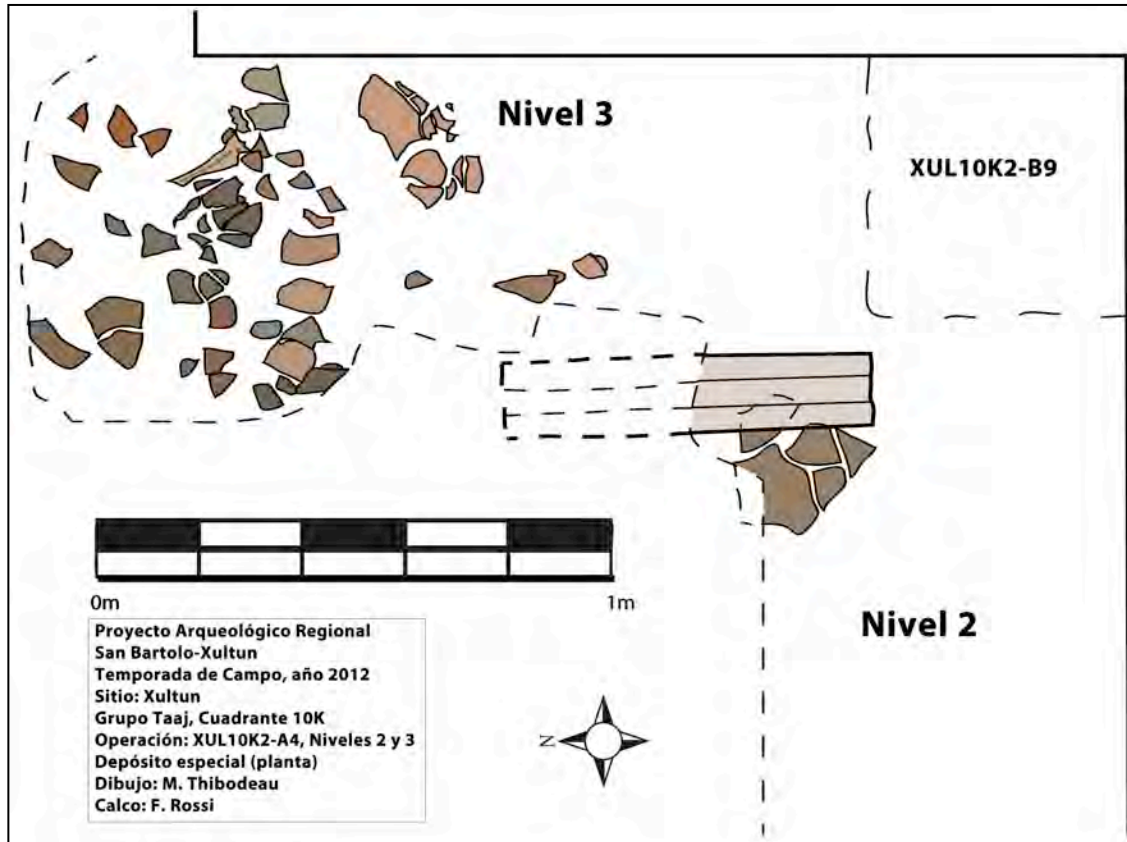 Nivel 3
XUL10K2-B9
0m
1m
Nivel 2
Proyecto Arqueológico Regional
San Bartolo-Xultun
Temporada de Campo, año 2012
Sitio: Xultun
Grupo Taaj, Cuadrante 10K
Operación: XUL10K2-A4, Niveles 2 y 3
Depósito especial (planta)
Dibujo: M. Thibodeau
Calco: F. Rossi
N